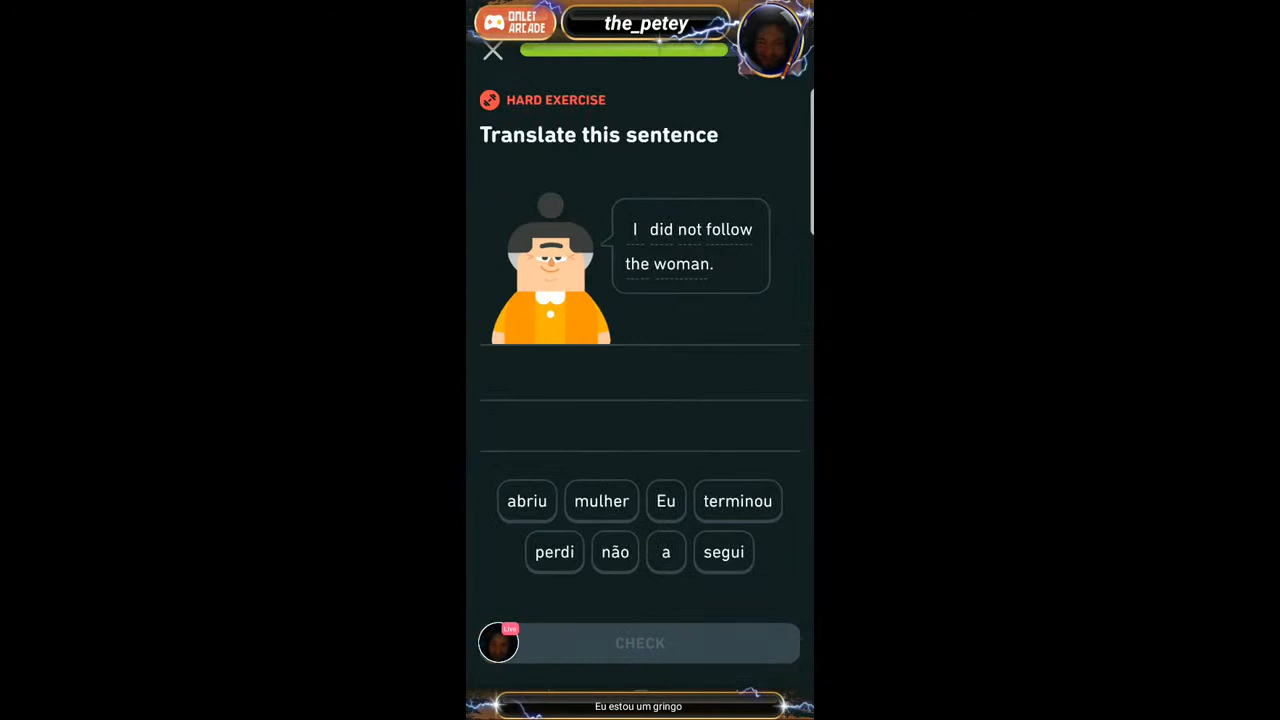 OMLET
ARCADE
the_petey
HARD EXERCISE
Translate this sentence
I did not follow
the woman.
abriu mulher Eu terminou
perdi não a segui
Live
CHECK
Eu estou um gringo